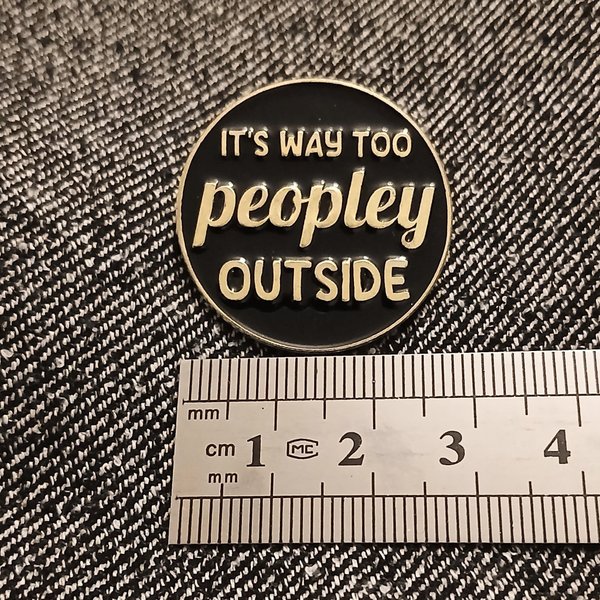 IT'S WAY TOO
peopley
OUTSIDE
mm
cm 1 MC 2 3 4
mm